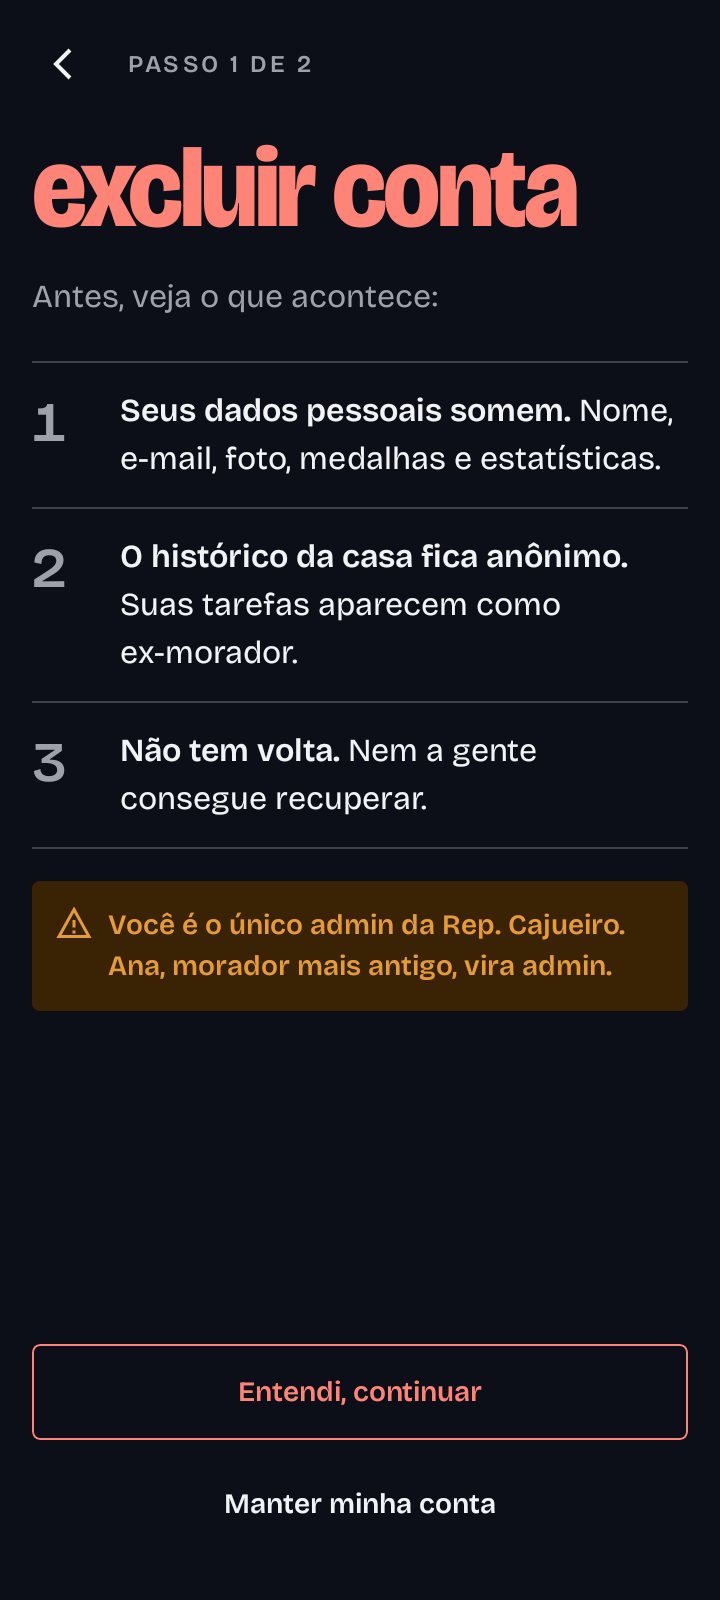 PASSO 1 DE 2
excluir conta
Antes, veja o que acontece:
1
Seus dados pessoais somem. Nome,
e-mail, foto, medalhas e estatísticas.
2
O histórico da casa fica anônimo.
Suas tarefas aparecem como
ex-morador.
3
Não tem volta. Nem a gente
consegue recuperar.
Você é o único admin da Rep. Cajueiro.
Ana, morador mais antigo, vira admin.
Entendi, continuar
Manter minha conta